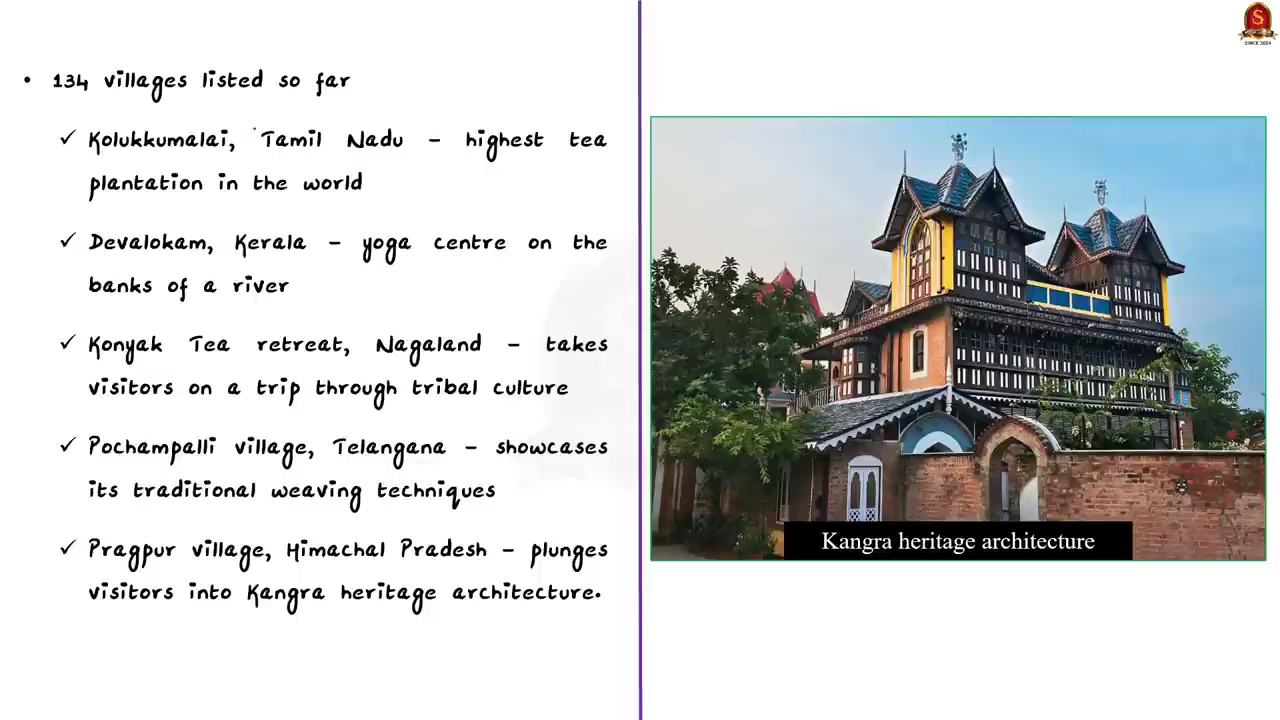 • 134 villages listed so far
✓ Kolukkumalai, Tamil Nadu – highest tea
plantation in the world
✓ Devalokam, Kerala – yoga centre on the
banks of a river
✓ Konyak Tea retreat, Nagaland – takes
visitors on a trip through tribal culture
✓ Pochampalli village, Telangana – showcases
its traditional weaving techniques
✓ Pragpur village, Himachal Pradesh – plunges
visitors into Kangra heritage architecture.
S
SINCE 2004
Kangra heritage architecture